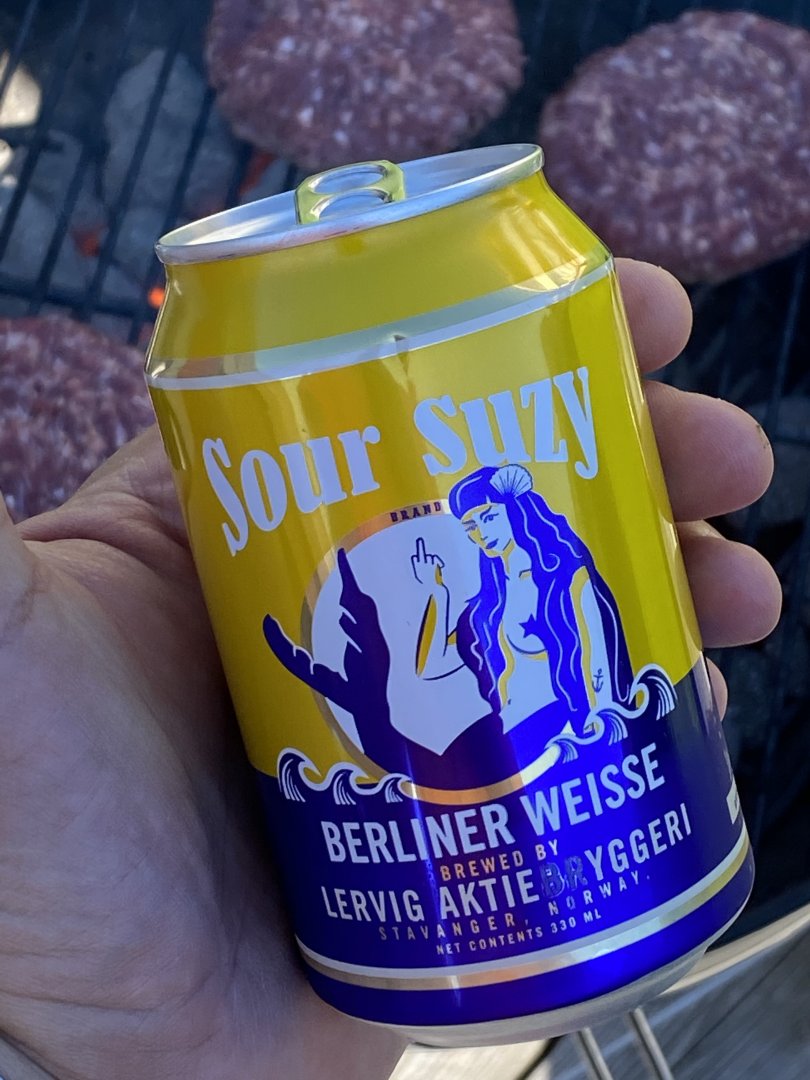 Sour Suzy
BRAND
BERLINER WEISSE
BREWED BY
LERVIG AKTIEBRYGGERI
STAVANGER, NORWAY.
NET CONTENTS 330 ML